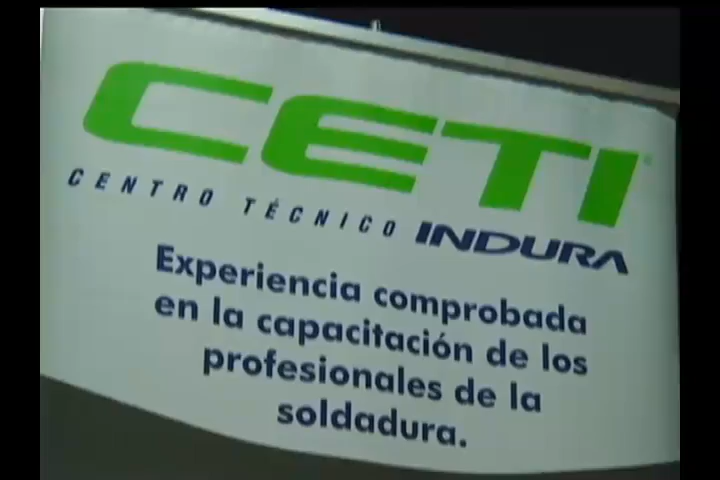 CETI
CENTRO TÉCNICO INDURA
Experiencia comprobada
en la capacitación de los
profesionales de la
soldadura.